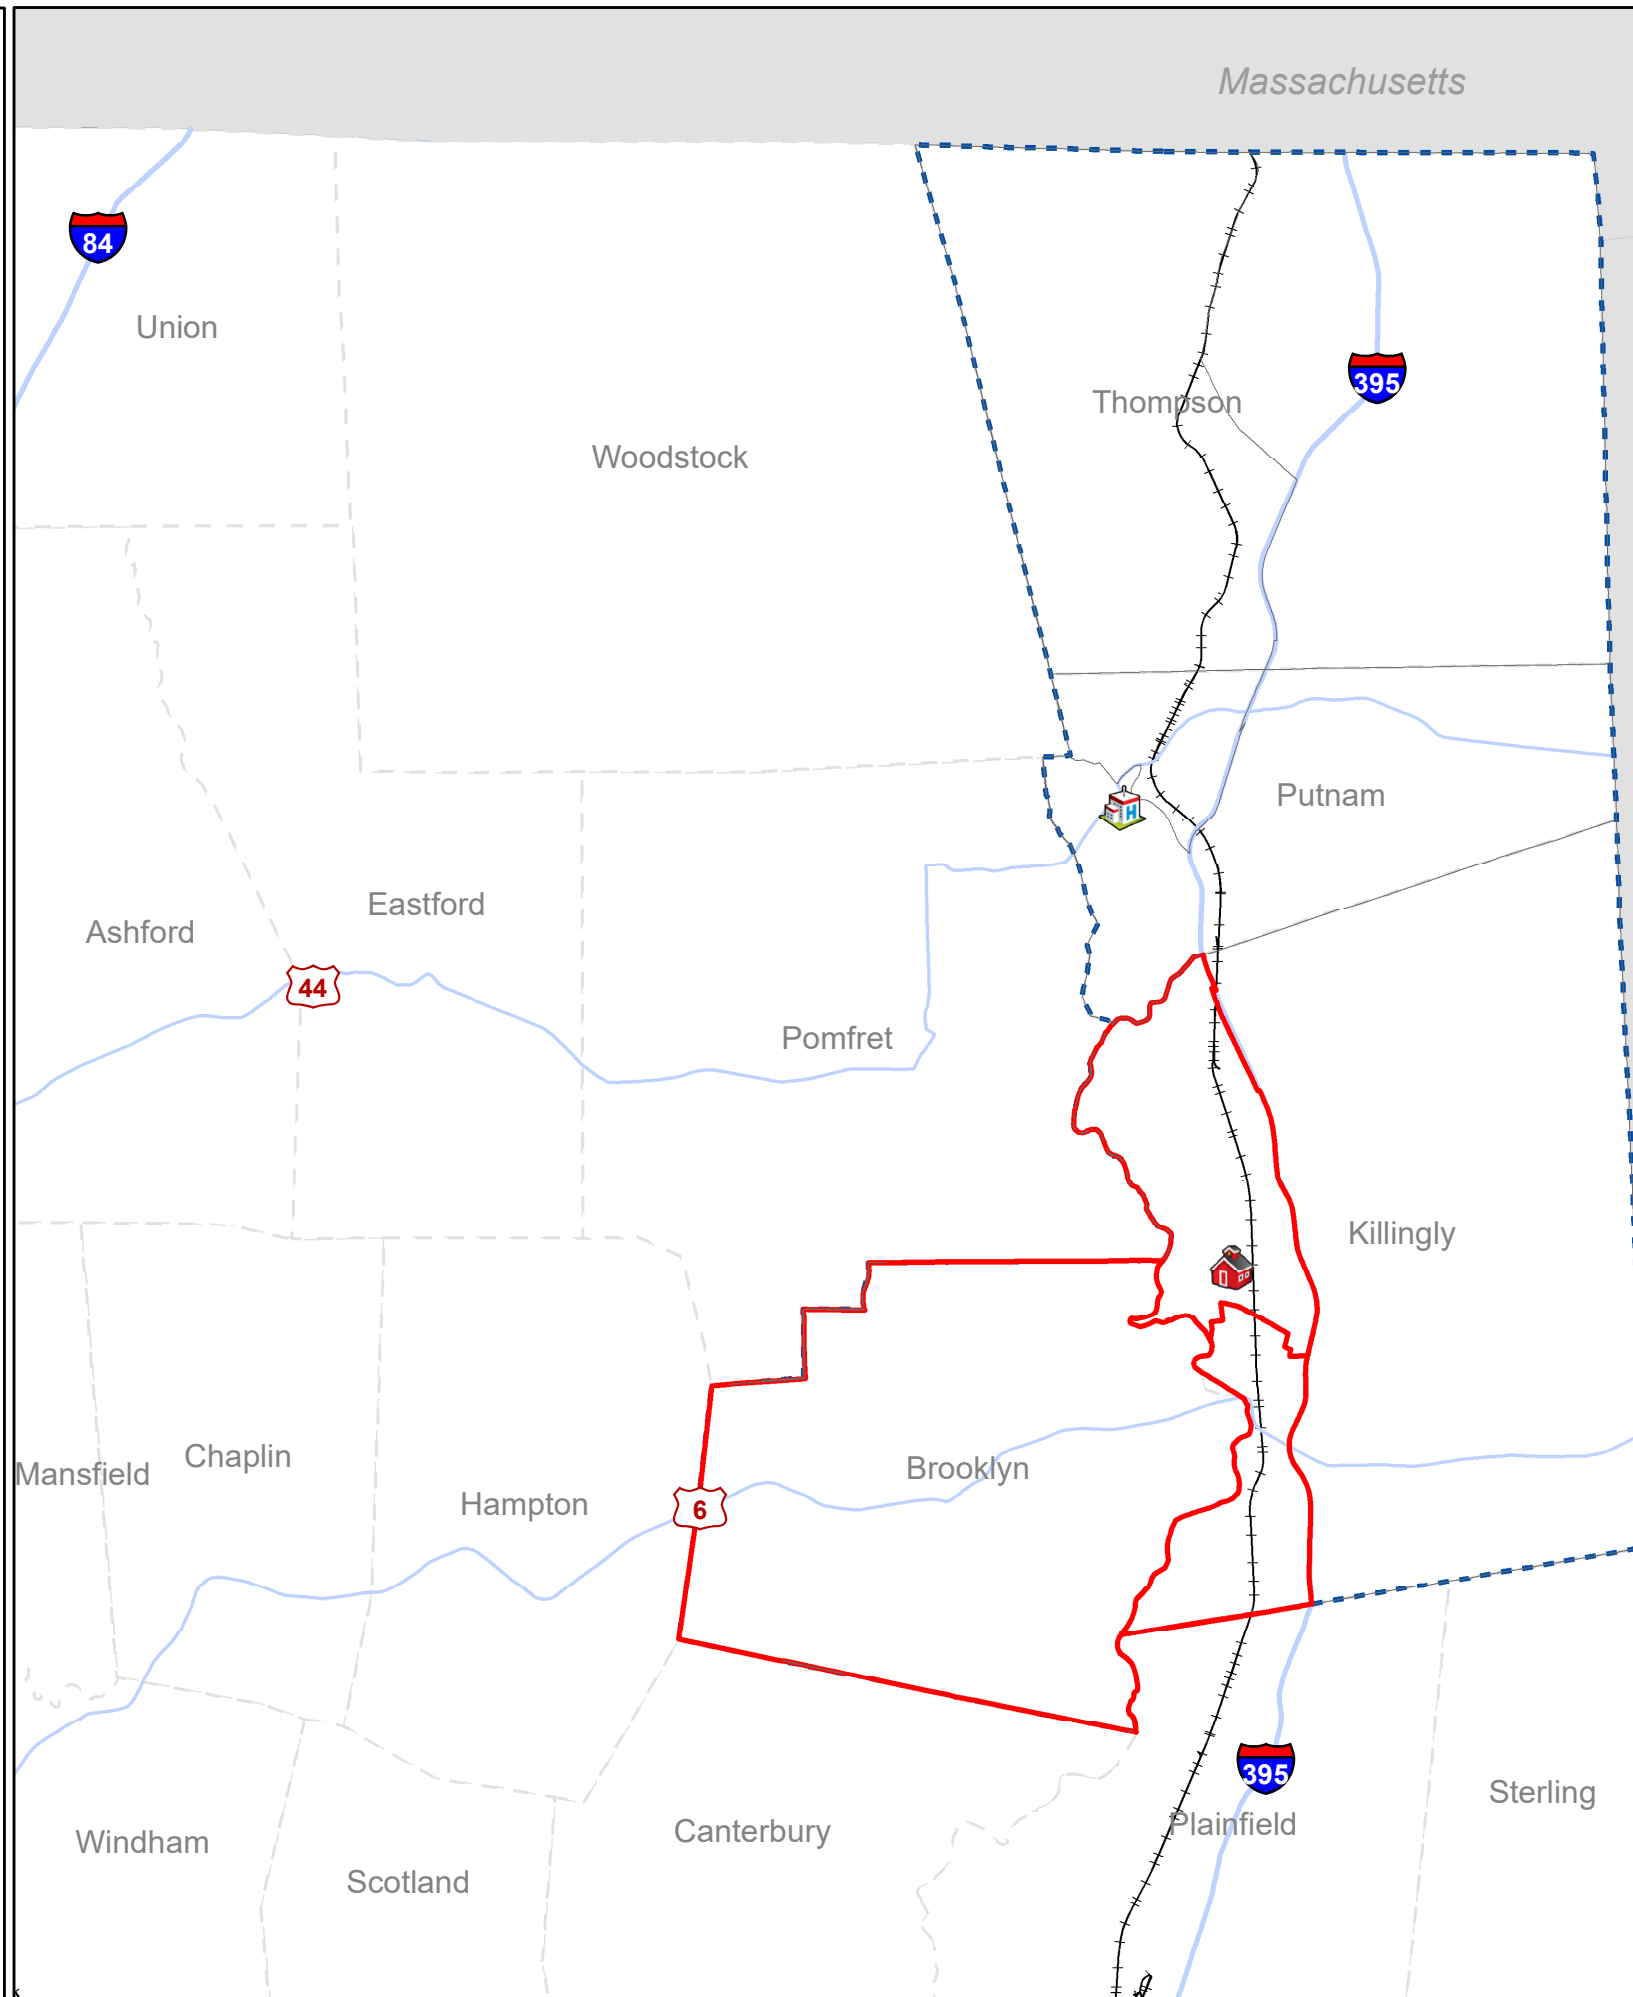 Massachusetts
84
Union
395
Thompson
Woodstock
Putnam
Eastford
Ashford
44
Pomfret
Killingly
H
Brooklyn
Chaplin
Mansfield
Hampton
6
395
Sterling
Plainfield
Canterbury
Windham
Scotland